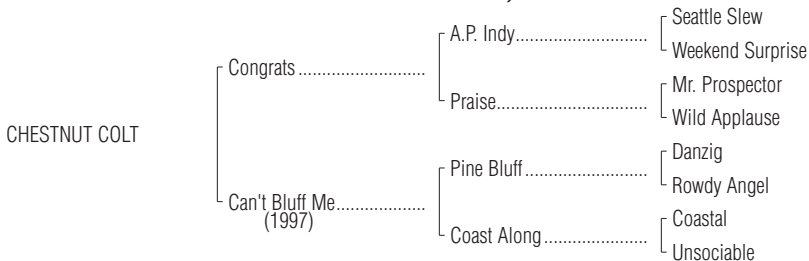 Seattle Slew
A.P. Indy..............................
Weekend Surprise
Congrats ..........................
Mr. Prospector
Praise..................................
Wild Applause
CHESTNUT COLT
Danzig
Pine Bluff............................
Rowdy Angel
Can't Bluff Me...................
(1997)
Coastal
Coast Along........................
Unsociable